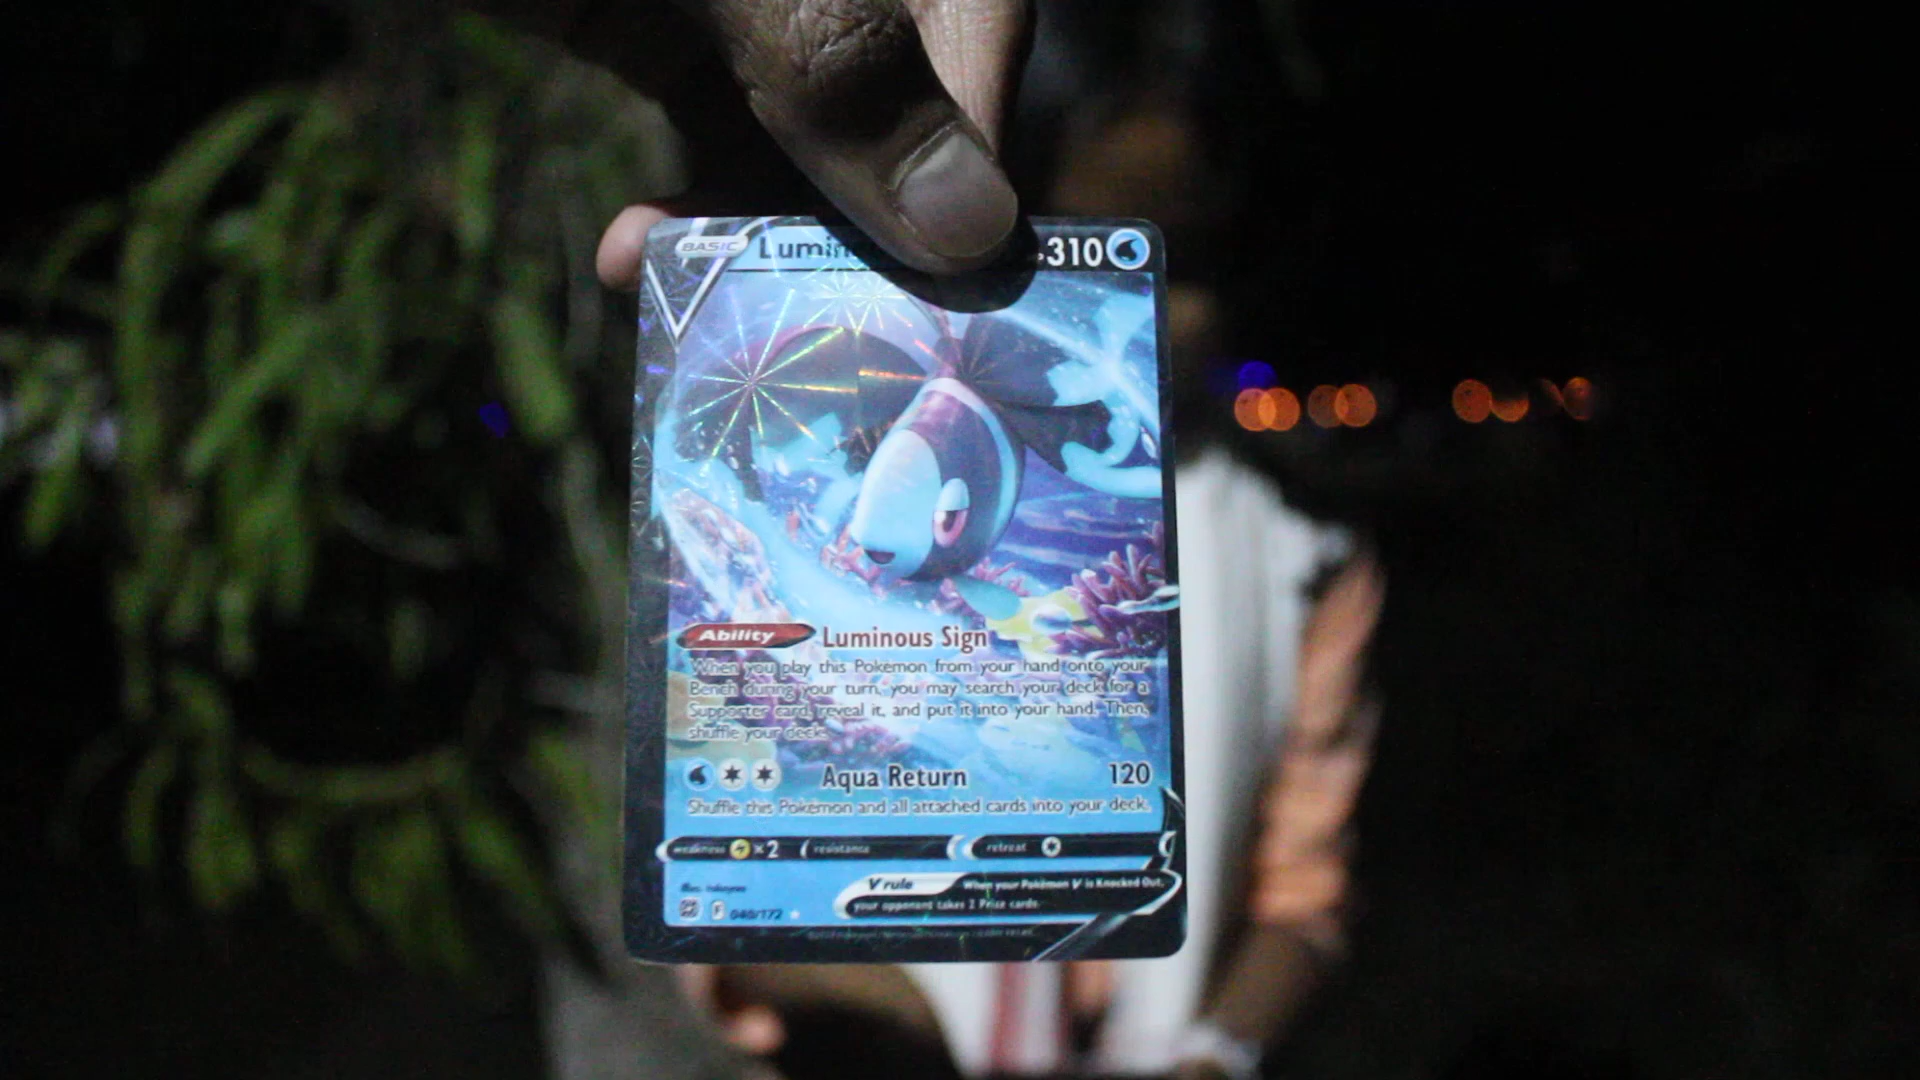 BASIC Lumin 310
Ability Luminous Sign
When you play this Pokémon from your hand onto your
Bench during your turn, you may search your deck for a
Supporter card, reveal it, and put it into your hand. Then,
shuffle your deck.
Aqua Return 120
Shuffle this Pokémon and all attached cards into your deck.
weakness ×2 resistance retreat
V rule When your Pokémon V is Knocked Out,
your opponent takes 2 Prize cards.
Illus.
F 040/172